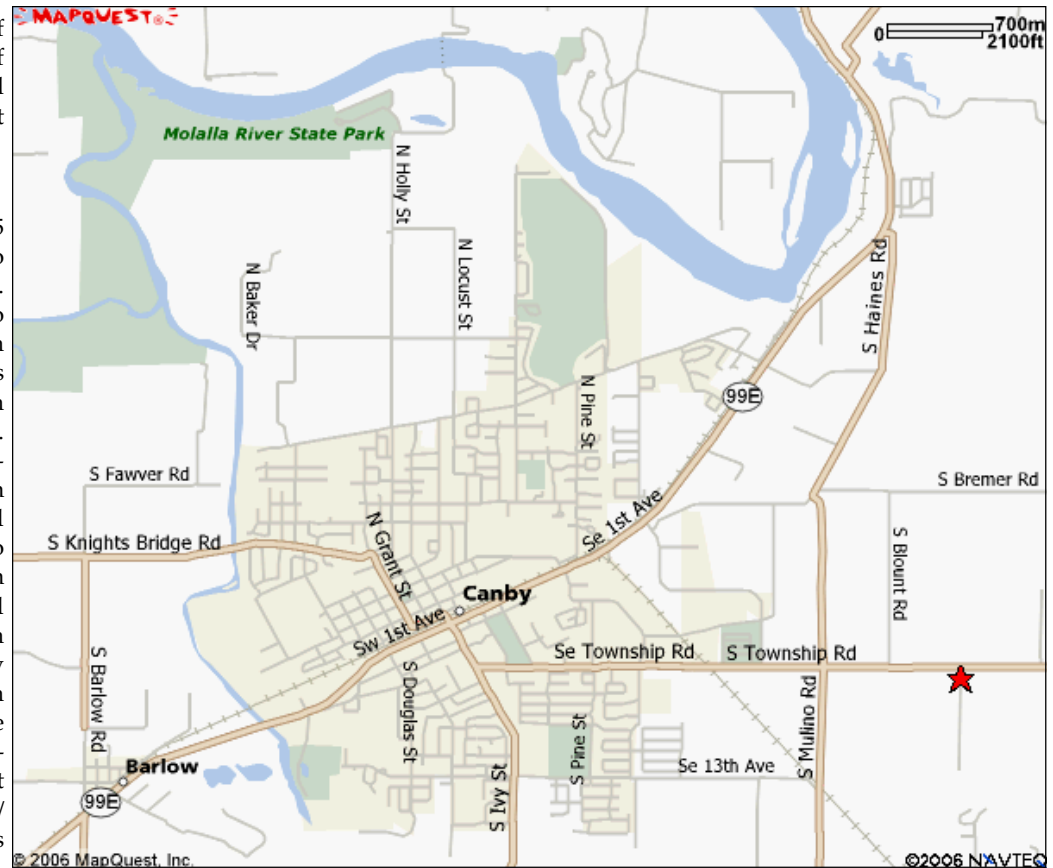 MAPQUEST
700m
0
2100ft
Molalla River State Park
N Holly St
N Locust St
N Baker Dr
S Haines Rd
99E
N Pine St
S Fawver Rd
S Bremer Rd
Se 1st Ave
N Grant St
S Knights Bridge Rd
S Blount Rd
Canby
Sw 1st Ave
Se Township Rd
S Township Rd
S Barlow Rd
S Douglas St
S Mulino Rd
S Pine St
S Ivy St
Se 13th Ave
Barlow
99E
© 2006 MapQuest, Inc.
©2006 NAVTEQ